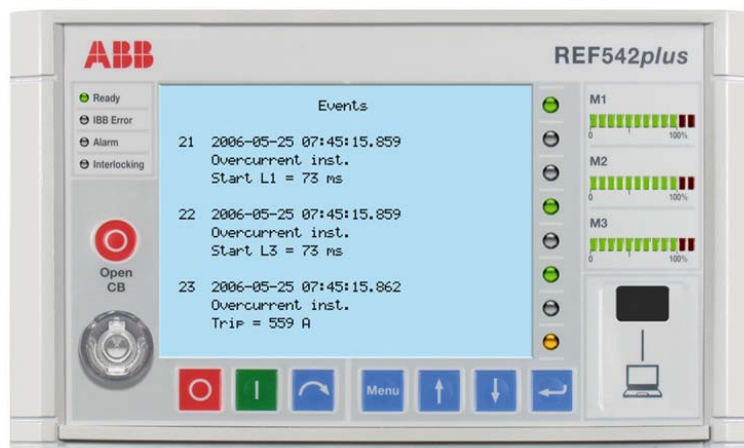 ABB
REF542plus
Ready
IBB Error
Alarm
Interlocking
Open
CB
Events
21 2006-05-25 07:45:15.859
Overcurrent inst.
Start L1 = 73 ms
22 2006-05-25 07:45:15.859
Overcurrent inst.
Start L3 = 73 ms
23 2006-05-25 07:45:15.862
Overcurrent inst.
Trip = 559 A
M1
0 100%
M2
0 100%
M3
0 100%
Menu